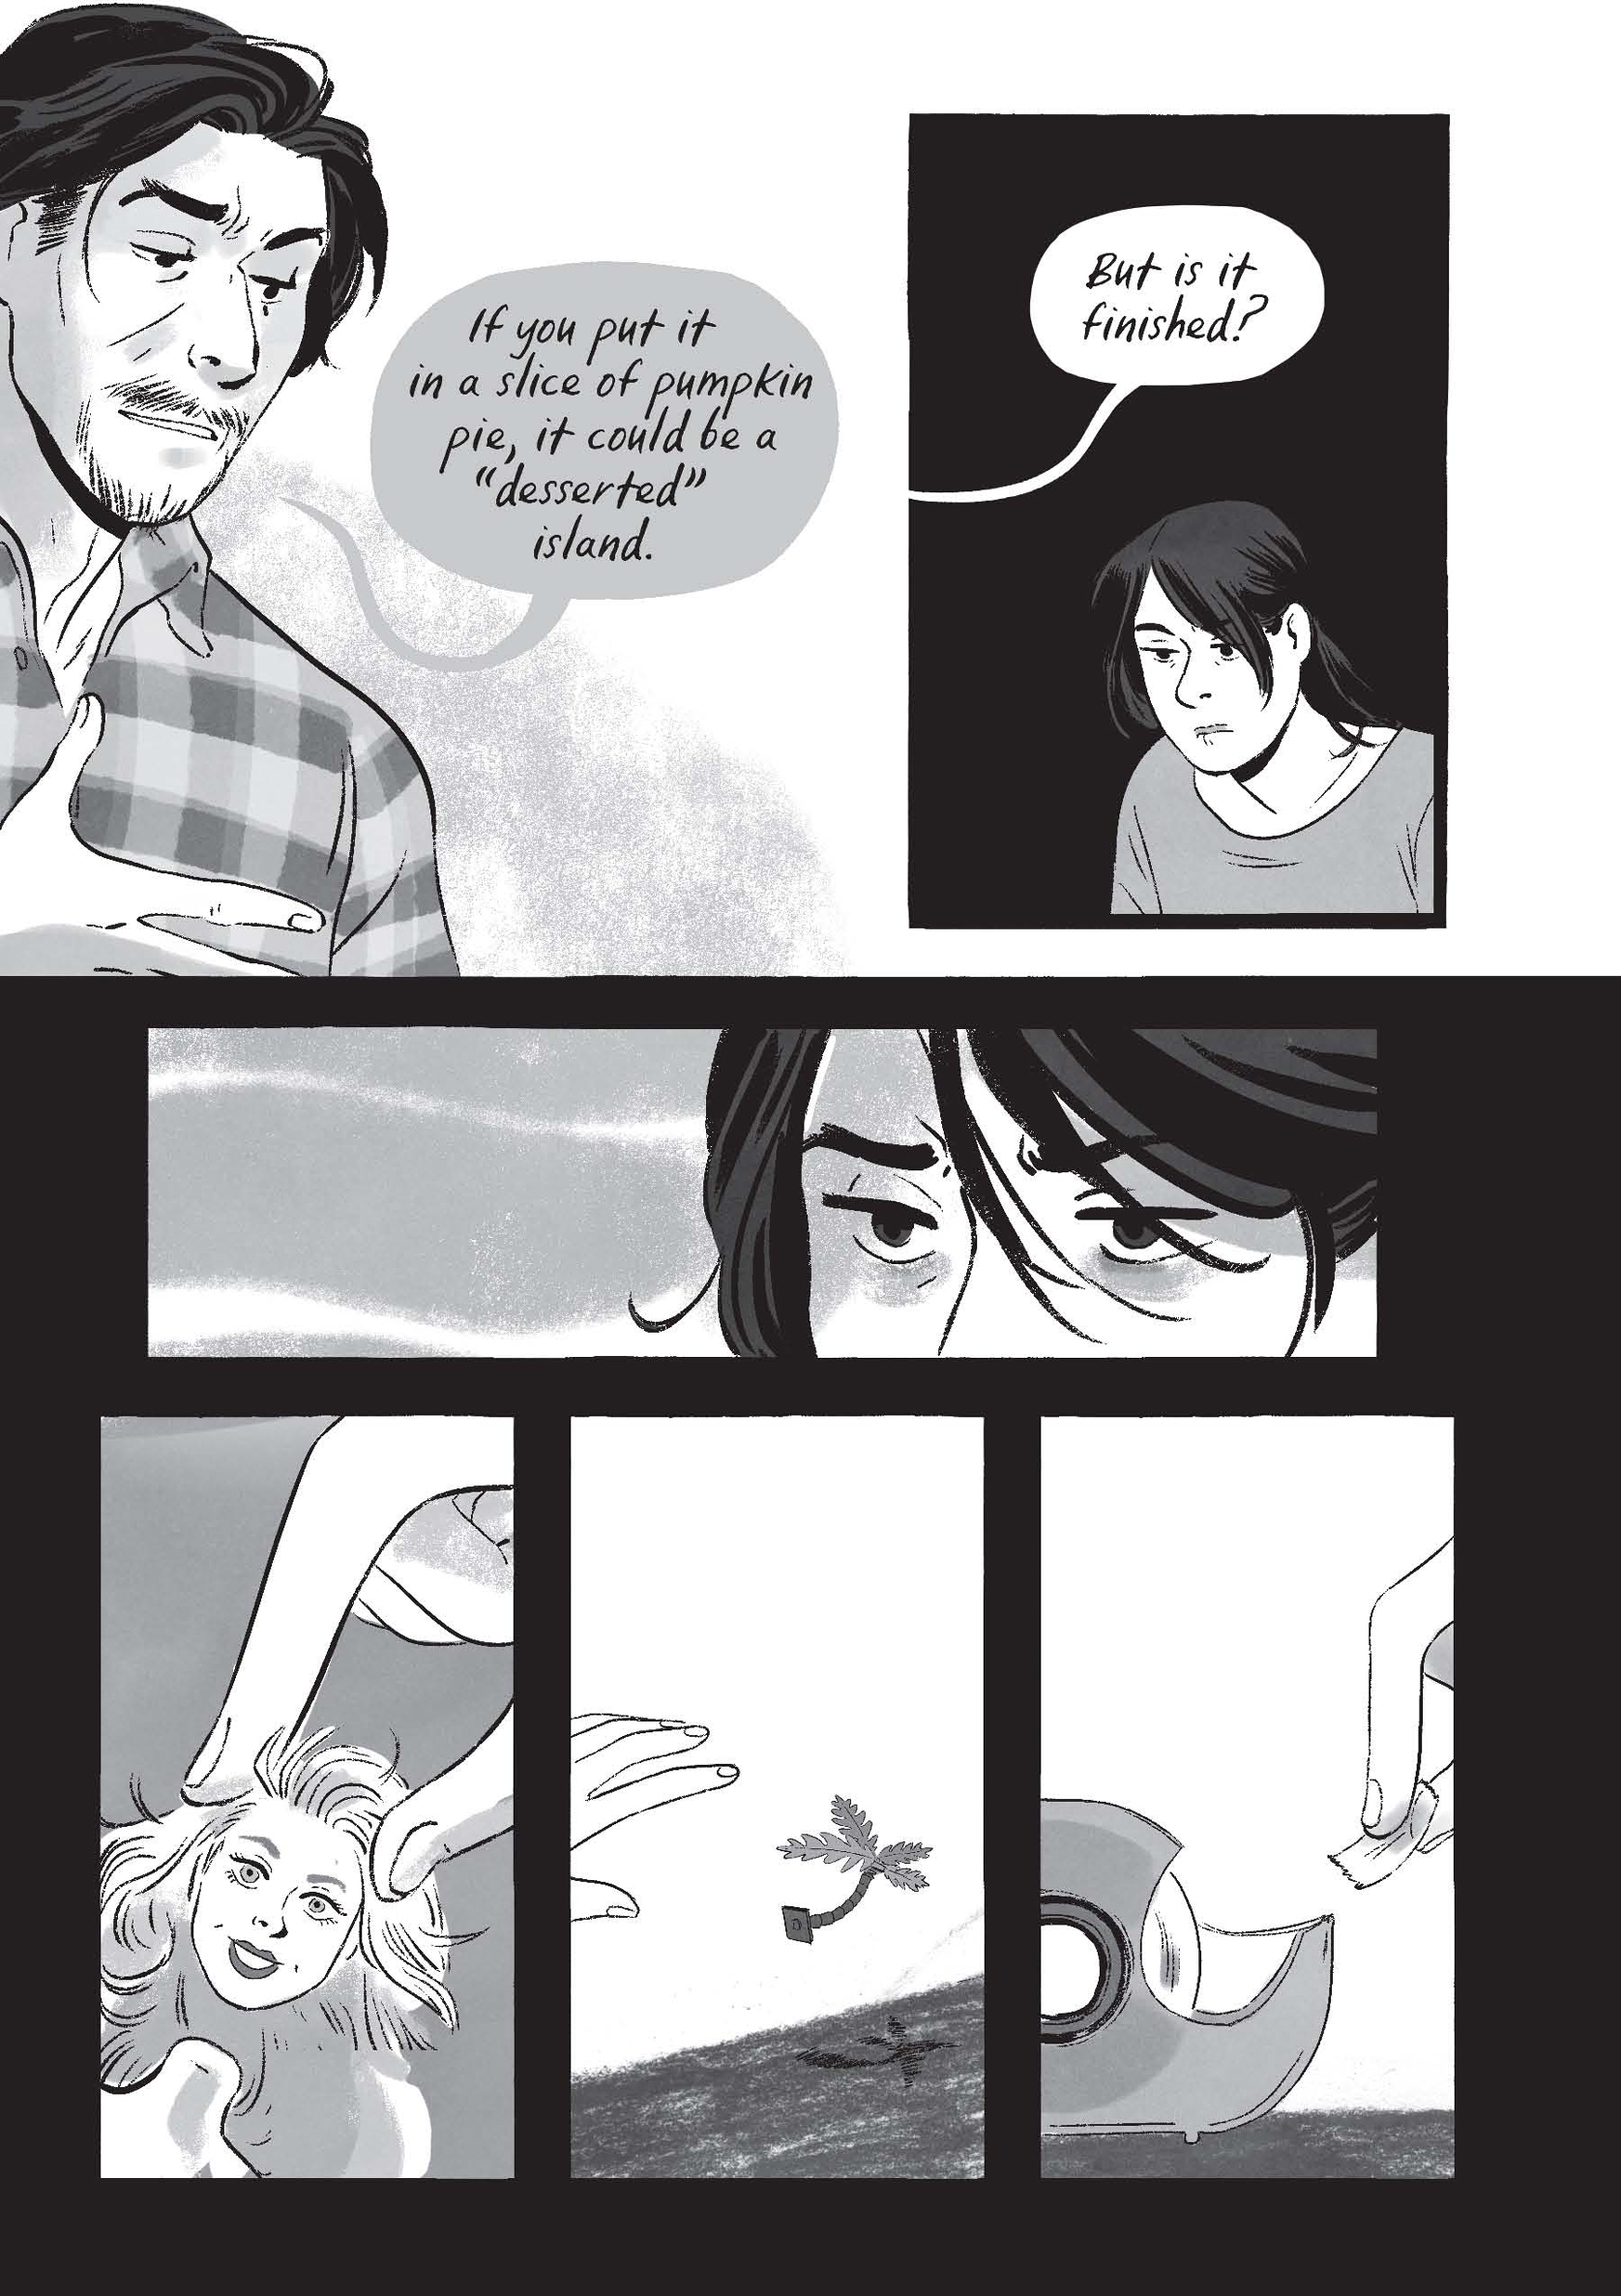 If you put it
in a slice of pumpkin
pie, it could be a
“desserted”
island.
But is it
finished?